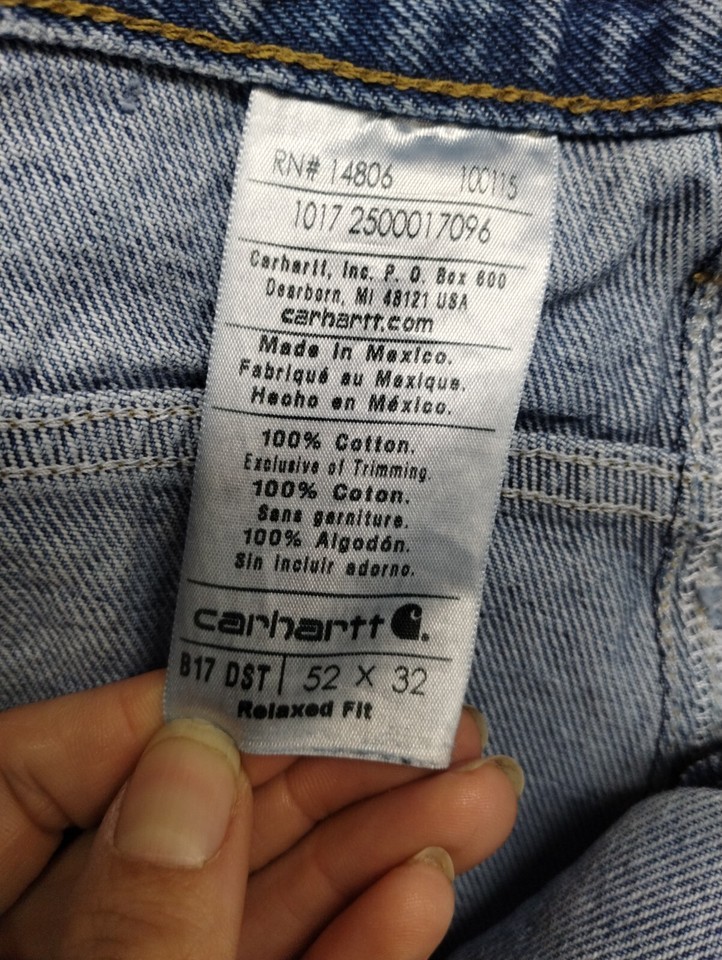 RN# 14806 100115
1017 2500017096
Carhartt, Inc. P. O. Box 600
Dearborn, MI 48121 USA
carhartt.com
Made in Mexico.
Fabriqué au Mexique.
Hecho en México.
100% Cotton.
Exclusive of Trimming.
100% Coton.
Sans garniture.
100% Algodón.
Sin incluir adorno.
carhartt
B17 DST | 52 X 32
Relaxed Fit